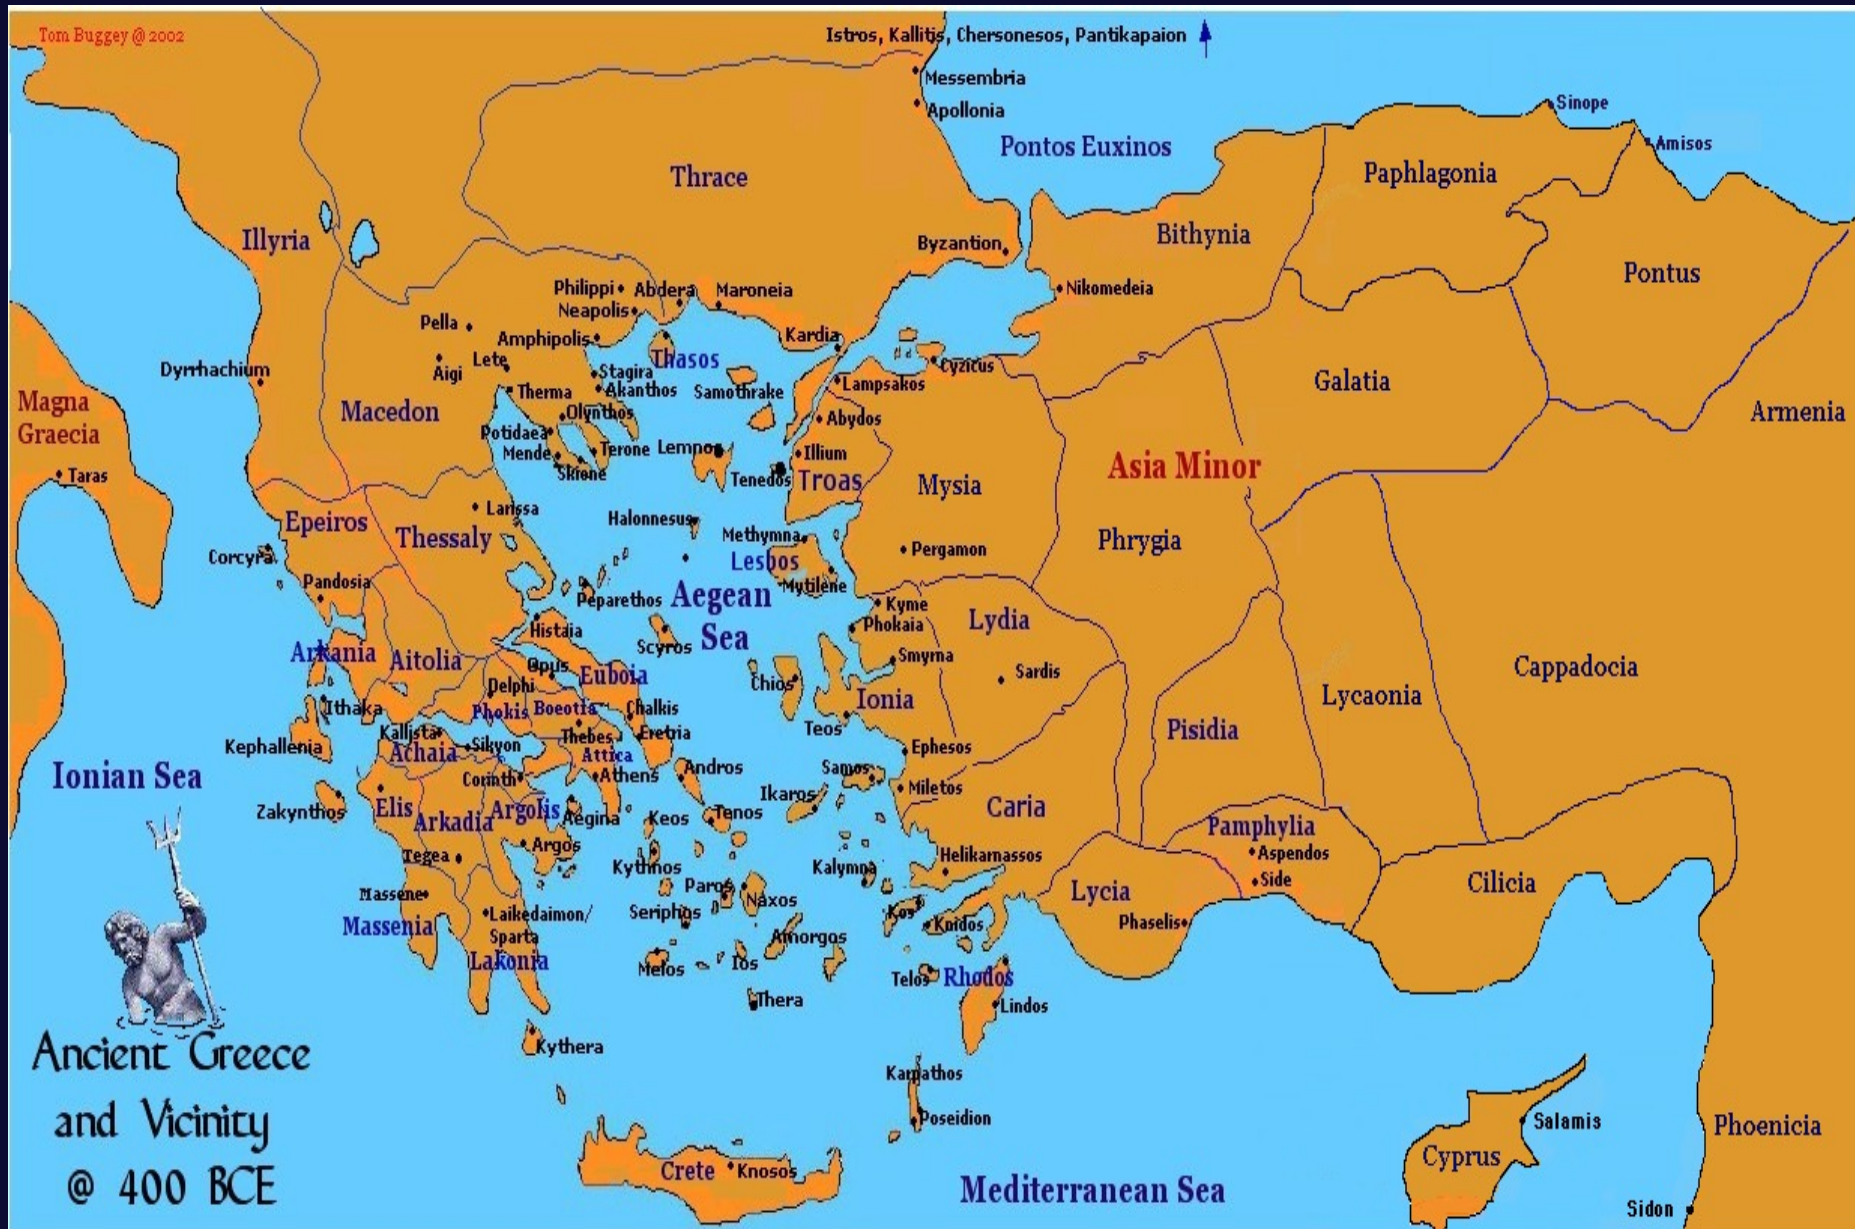 Tom Buggey @ 2002
Istros, Kallitis, Chersonesos, Pantikapaion
Messembria
Apollonia
Sinope
Amisos
Pontos Euxinos
Thrace
Paphlagonia
Illyria
Byzantion
Bithynia
Pontus
Philippi
Abdera
Maroneia
Nikomedeia
Neapolis
Pella
Amphipolis
Kardia
Thasos
Dyrrhachium
Aigi
Lete
Stagira
Cyzicus
Therma
Akanthos
Samothrake
Lampsakos
Galatia
Magna
Graecia
Macedon
Olynthos
Abydos
Armenia
Potidaea
Mende
Terone
Lempos
Illium
Skione
Taras
Tenedos
Troas
Mysia
Asia Minor
Epeiros
Larissa
Thessaly
Halonnesus
Methymna
Phrygia
Corcyra
Lesbos
Pergamon
Pandosia
Mytilene
Peparethos
Aegean
Sea
Kyme
Phokaia
Lydia
Histaia
Scyros
Arkania
Aitolia
Opus
Euboia
Smyrna
Sardis
Cappadocia
Delphi
Chios
Ionia
Lycaonia
Ithaka
Phokis
Boeotia
Chalkis
Teos
Pisidia
Kephallenia
Kallista
Achaia
Sikyon
Thebes
Eretria
Attica
Ephesos
Ionian Sea
Corinth
Athens
Andros
Samos
Miletos
Zakynthos
Elis
Arkadia
Argolis
Aegina
Keos
Tenos
Ikaros
Caria
Pamphylia
Tegea
Argos
Kythnos
Kalymna
Helikarnassos
Aspendos
Side
Massene
Paros
Naxos
Lycia
Cilicia
Massenia
Laikedaimon/
Sparta
Seriphos
Kos
Knidos
Phaselis
Lakonia
Melos
Ios
Amorgos
Telos
Rhodos
Thera
Lindos
Kythera
Ancient Greece
and Vicinity
@ 400 BCE
Karpathos
Poseidion
Salamis
Phoenicia
Crete
Knosos
Cyprus
Mediterranean Sea
Sidon